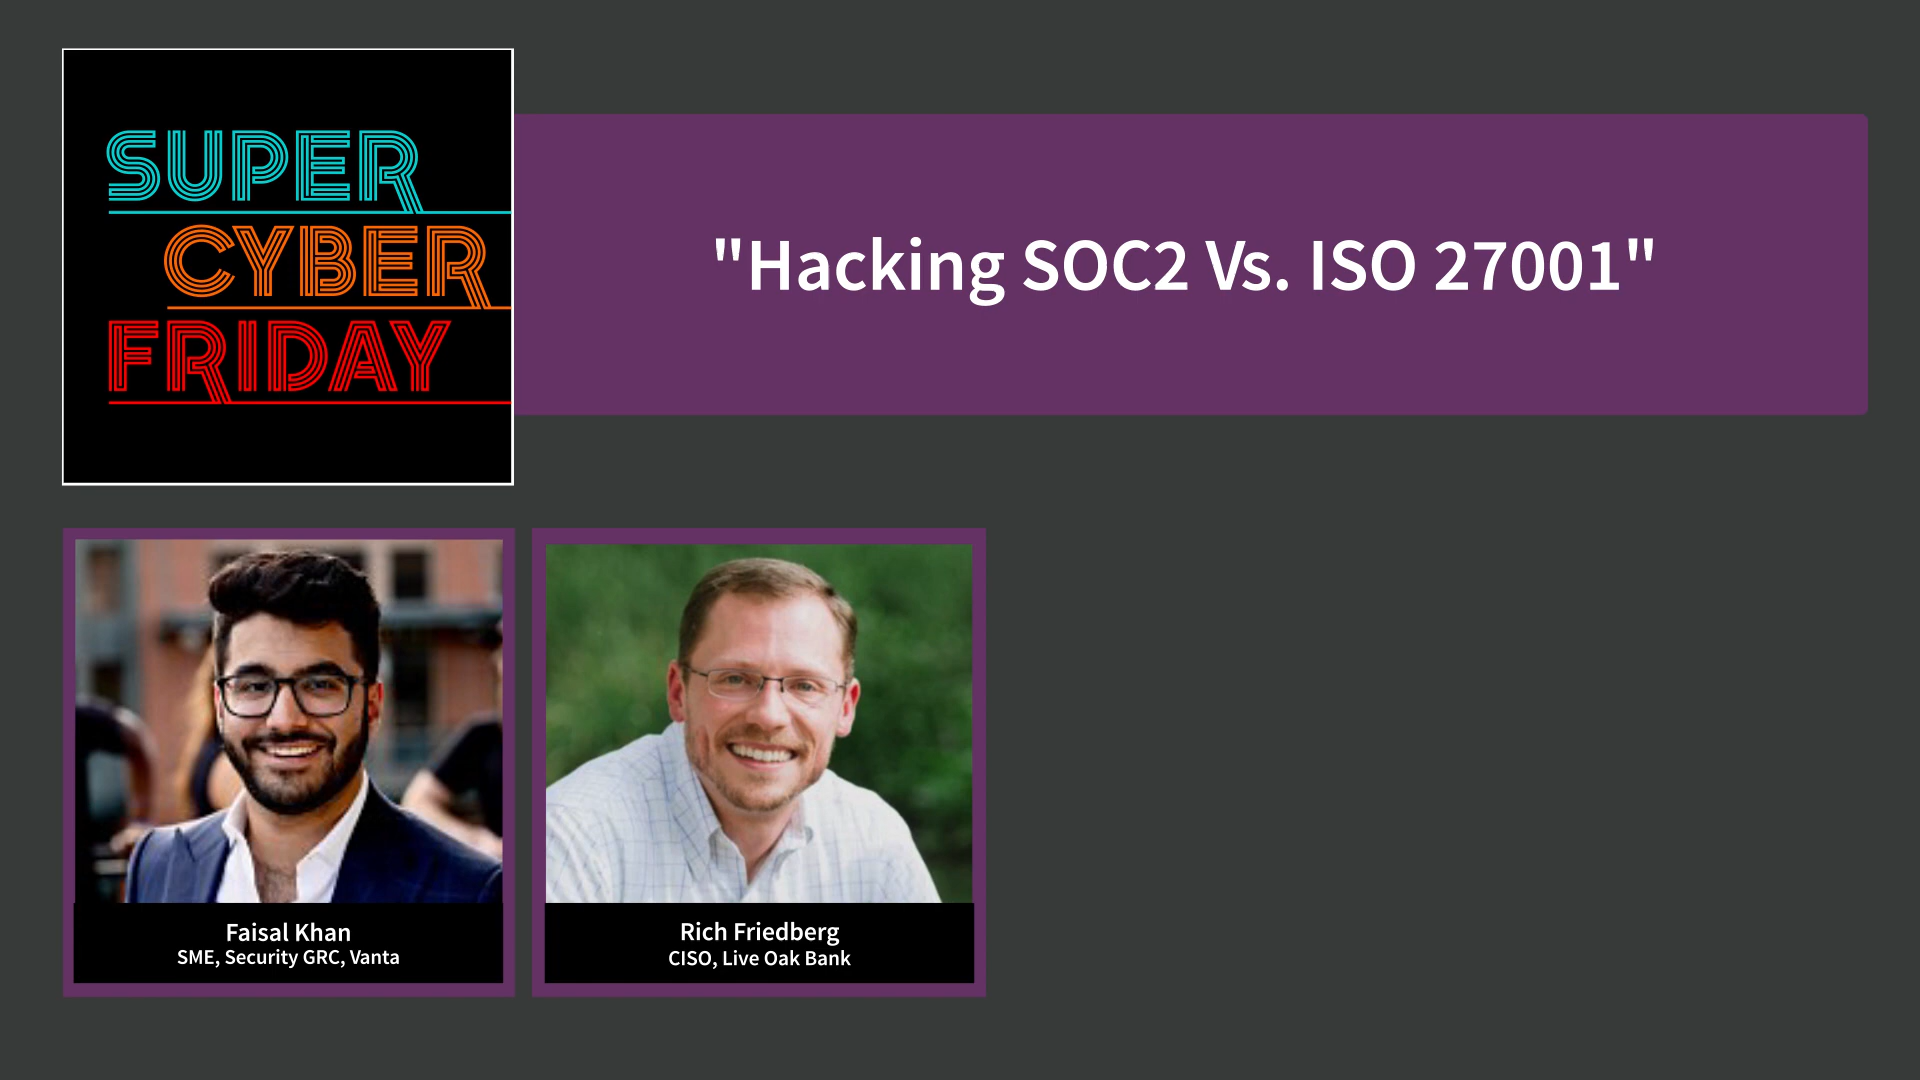 SUPER
CYBER
FRIDAY
"Hacking SOC2 Vs. ISO 27001"
Faisal Khan
SME, Security GRC, Vanta
Rich Friedberg
CISO, Live Oak Bank